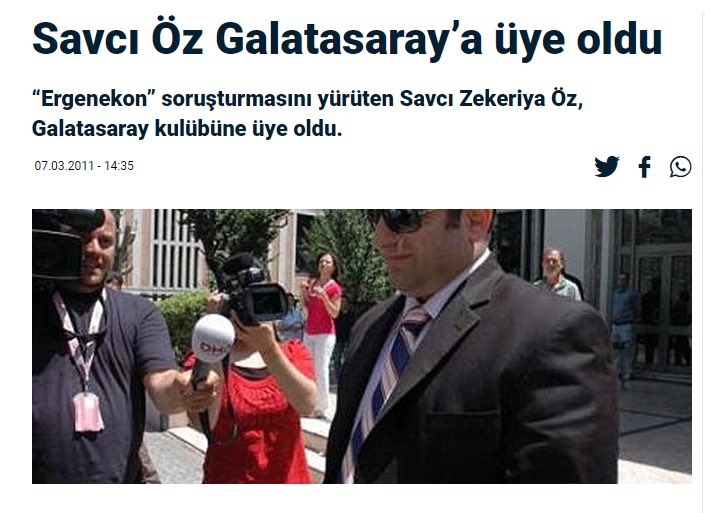 Savcı Öz Galatasaray’a üye oldu
“Ergenekon” soruşturmasını yürüten Savcı Zekeriya Öz,
Galatasaray kulübüne üye oldu.
07.03.2011 - 14:35
DHA